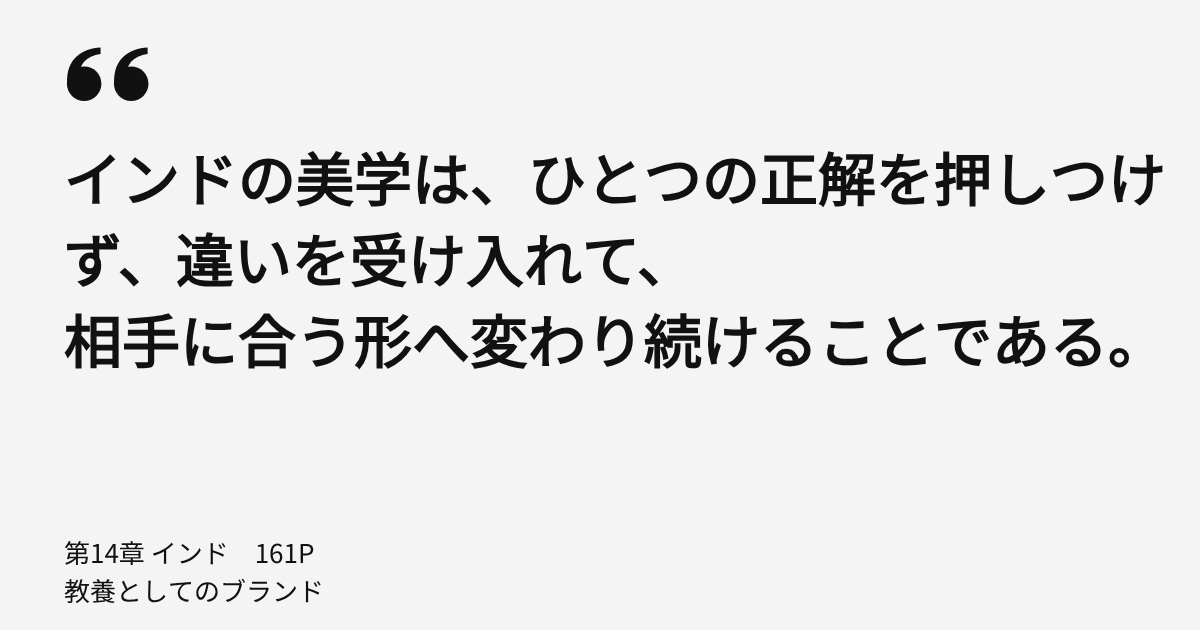 “
インドの美学は、ひとつの正解を押しつけ
ず、違いを受け入れて、
相手に合う形へ変わり続けることである。
第14章 インド　161P
教養としてのブランド